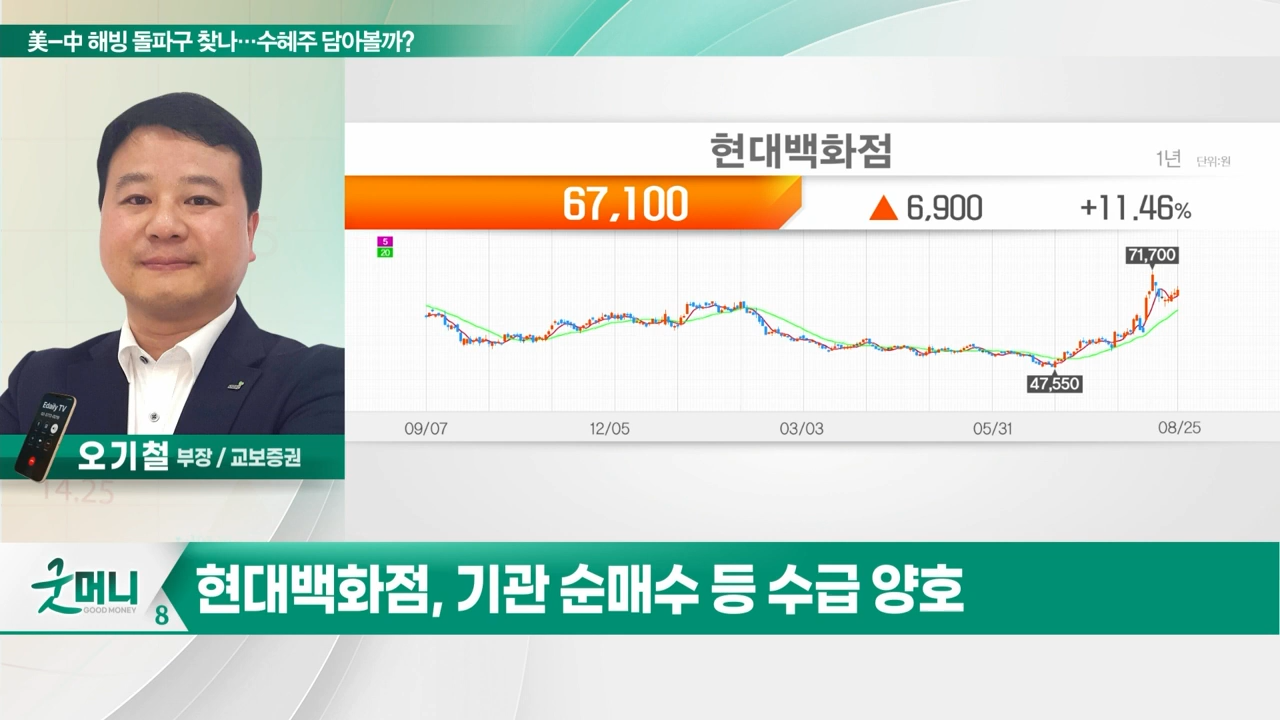 美-中 해빙 돌파구 찾나…수혜주 담아볼까?
현대백화점
1년 단위:원
67,100 ▲ 6,900 +11.46%
5
20
71,700
47,550
09/07 12/05 03/03 05/31 08/25
Edaily TV
오기철 부장 / 교보증권
14.25
굿머니
GOOD MONEY
8
현대백화점, 기관 순매수 등 수급 양호